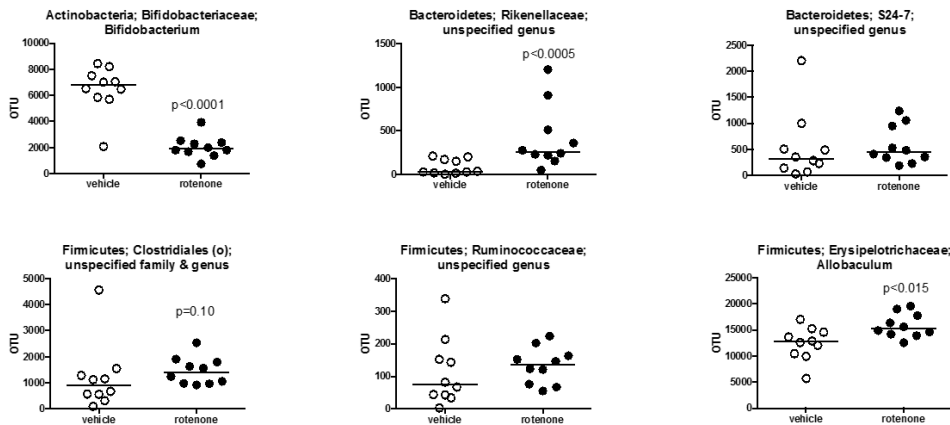 Actinobacteria; Bifidobacteriaceae;
Bifidobacterium
10000
8000
6000
4000
2000
0
OTU
p<0.0001
vehicle rotenone
Bacteroidetes; Rikenellaceae;
unspecified genus
1500
1000
500
0
OTU
p<0.0005
vehicle rotenone
Bacteroidetes; S24-7;
unspecified genus
2500
2000
1500
1000
500
0
OTU
vehicle rotenone
Firmicutes; Clostridiales (o);
unspecified family & genus
5000
4000
3000
2000
1000
0
OTU
p=0.10
vehicle rotenone
Firmicutes; Ruminococcaceae;
unspecified genus
400
300
200
100
0
OTU
vehicle rotenone
Firmicutes; Erysipelotrichaceae;
Allobaculum
25000
20000
15000
10000
5000
0
OTU
p<0.015
vehicle rotenone